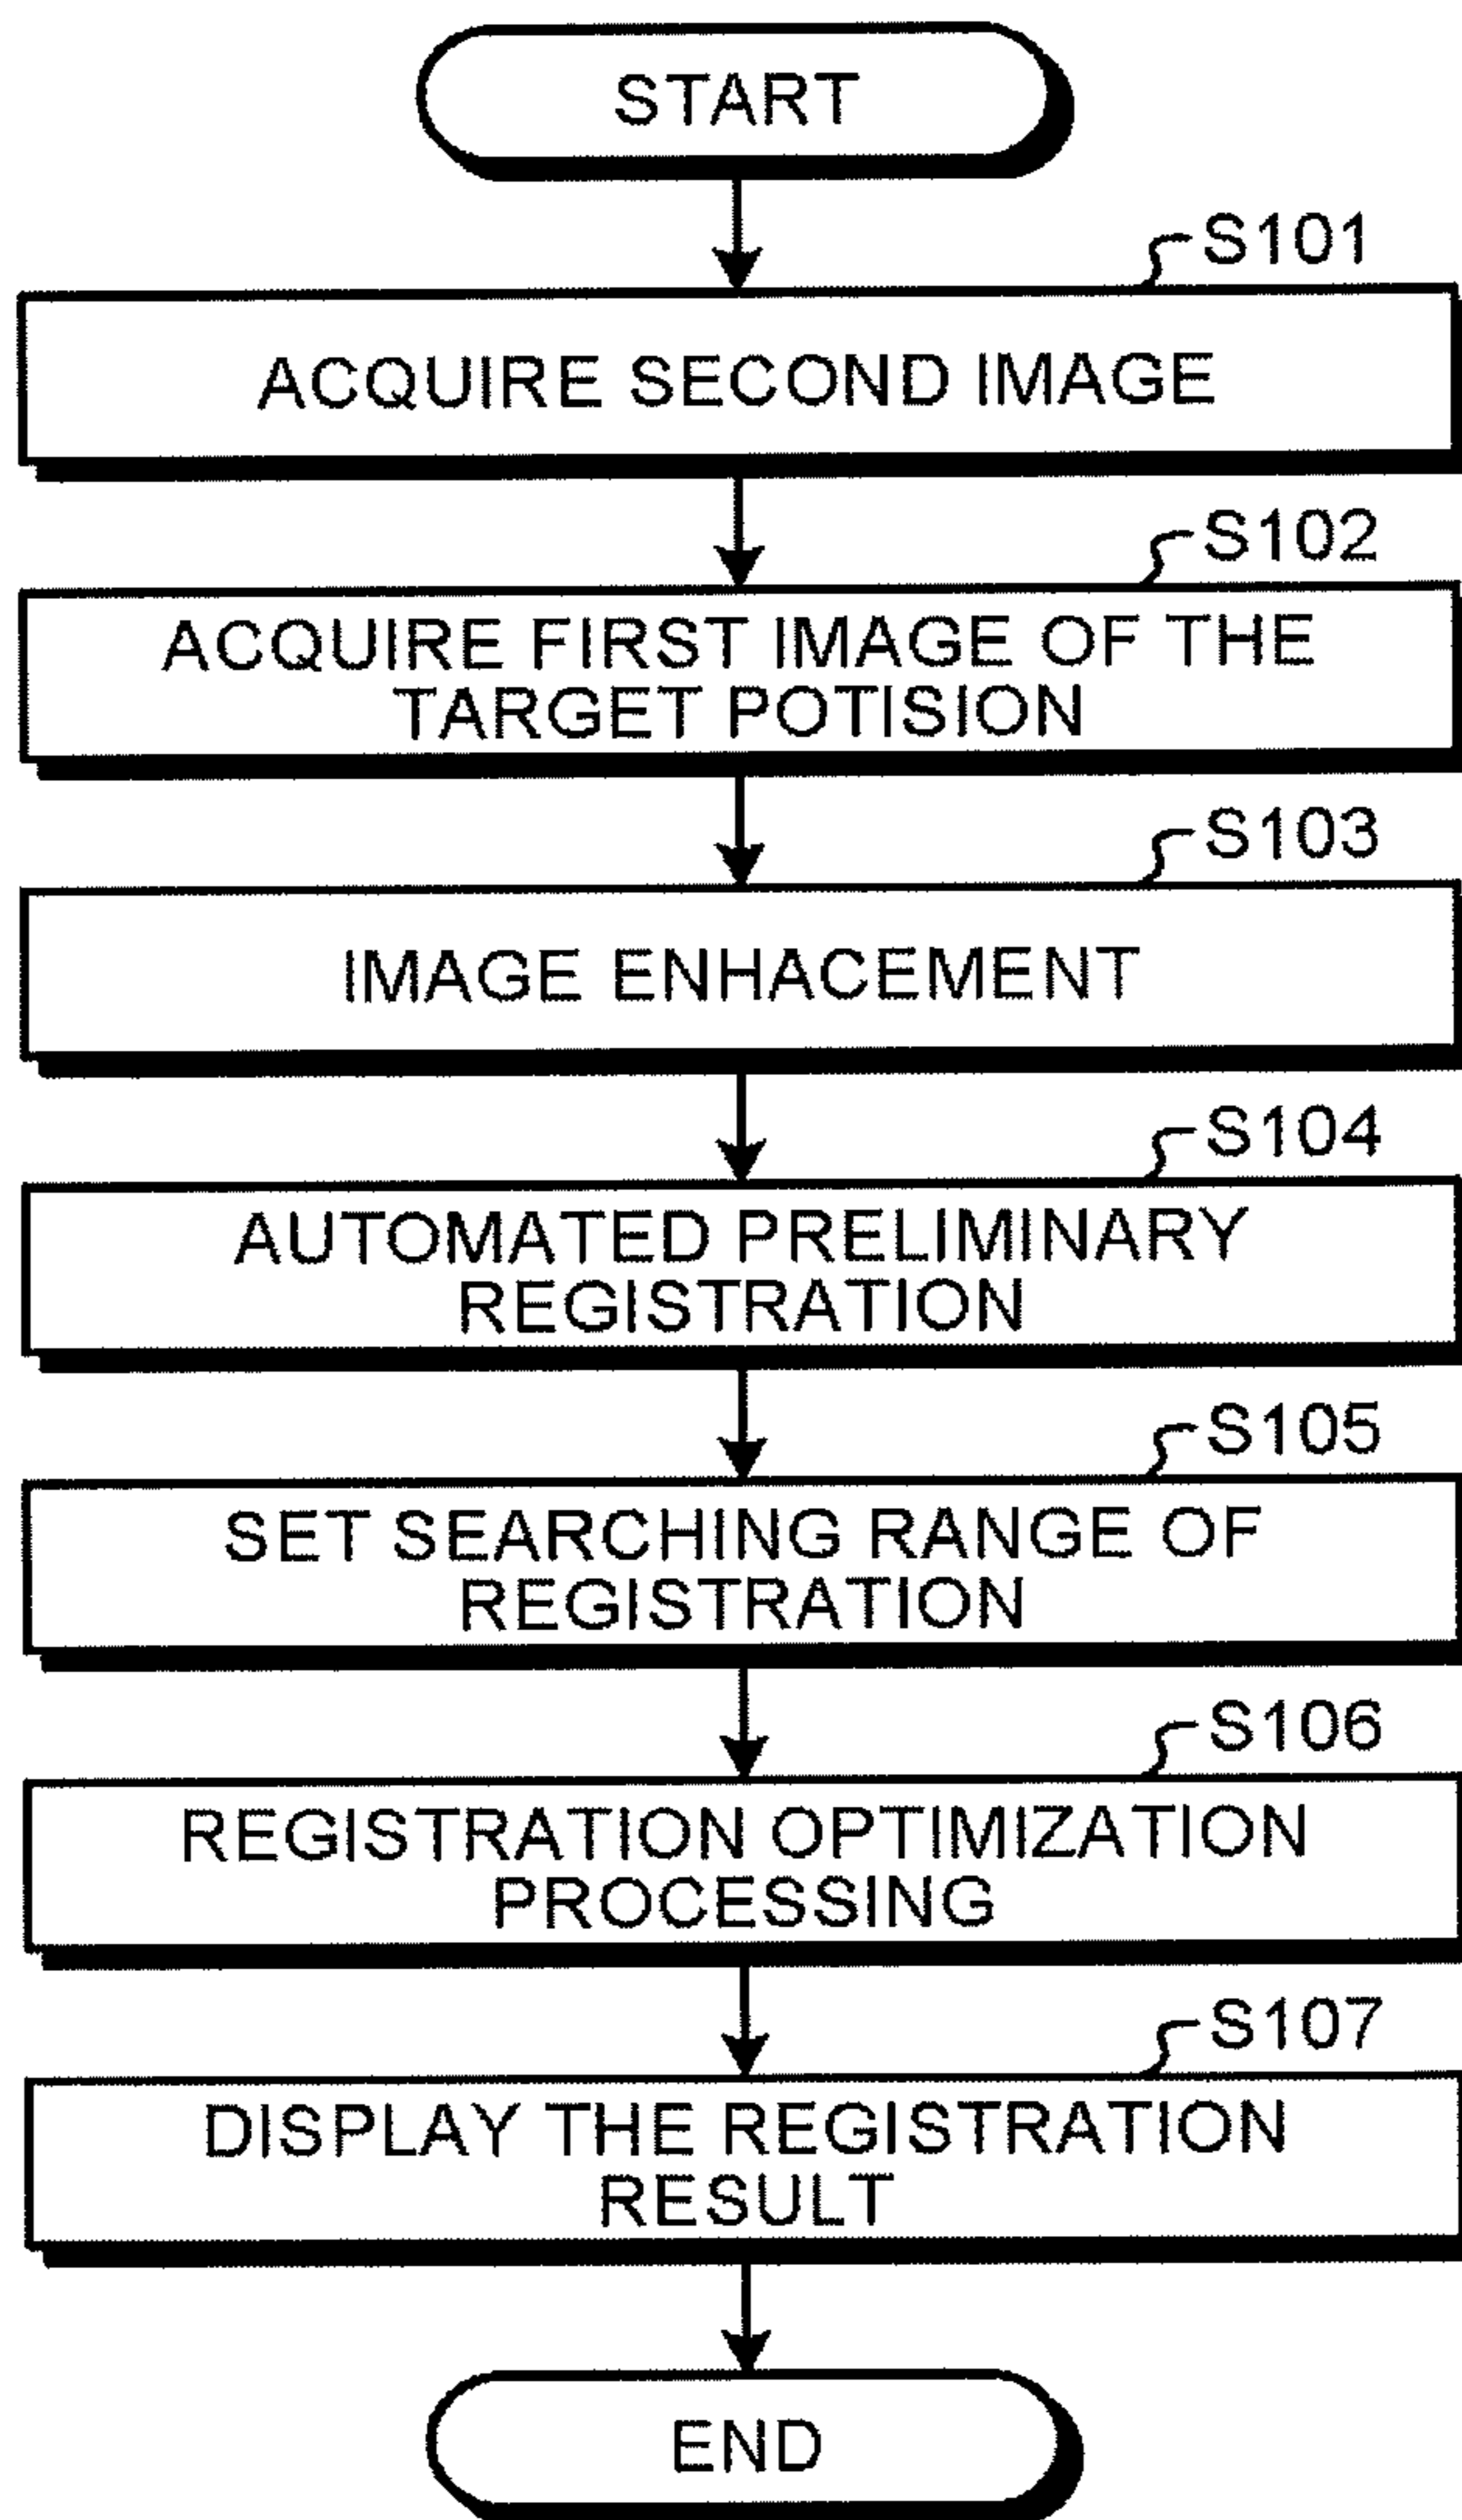 START
S101
ACQUIRE SECOND IMAGE
S102
ACQUIRE FIRST IMAGE OF THE
TARGET POTISION
S103
IMAGE ENHACEMENT
S104
AUTOMATED PRELIMINARY
REGISTRATION
S105
SET SEARCHING RANGE OF
REGISTRATION
S106
REGISTRATION OPTIMIZATION
PROCESSING
S107
DISPLAY THE REGISTRATION
RESULT
END